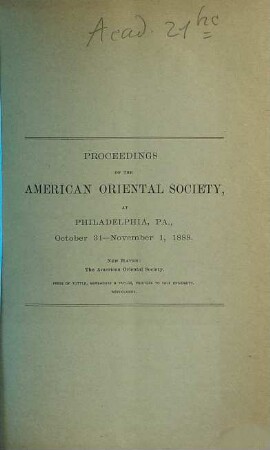 Acad. 21 hc
PROCEEDINGS
OF THE
AMERICAN ORIENTAL SOCIETY,
AT
PHILADELPHIA, PA.,
October 31—November 1, 1888.
New Haven:
The American Oriental Society.